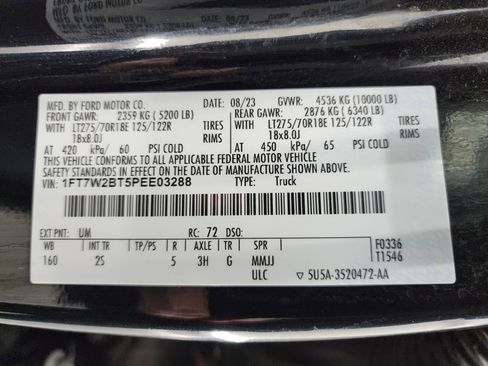 MFD. BY FORD MOTOR CO. DATE: 08/23 GVWR: 4536 KG (10000 LB)
FRONT GAWR: 2359 KG (5200 LB) REAR GAWR: 2876 KG (6340 LB)
WITH LT275/70R18E 125/122R TIRES WITH LT275/70R18E 125/122R TIRES
18x8.0J RIMS 18x8.0J RIMS
AT 420 kPa/ 60 PSI COLD AT 450 kPa/ 65 PSI COLD
THIS VEHICLE CONFORMS TO ALL APPLICABLE FEDERAL MOTOR VEHICLE
SAFETY STANDARDS IN EFFECT ON THE DATE OF MANUFACTURE SHOWN ABOVE.
VIN: 1FT7W2BT5PEE03288 TYPE: Truck
EXT PNT: UM RC: 72 DSO:
WB INT TR TP/PS R AXLE TR SPR F0336
160 2S 5 3H G MMJJ T1546
ULC ▽ 5U5A-3520472-AA